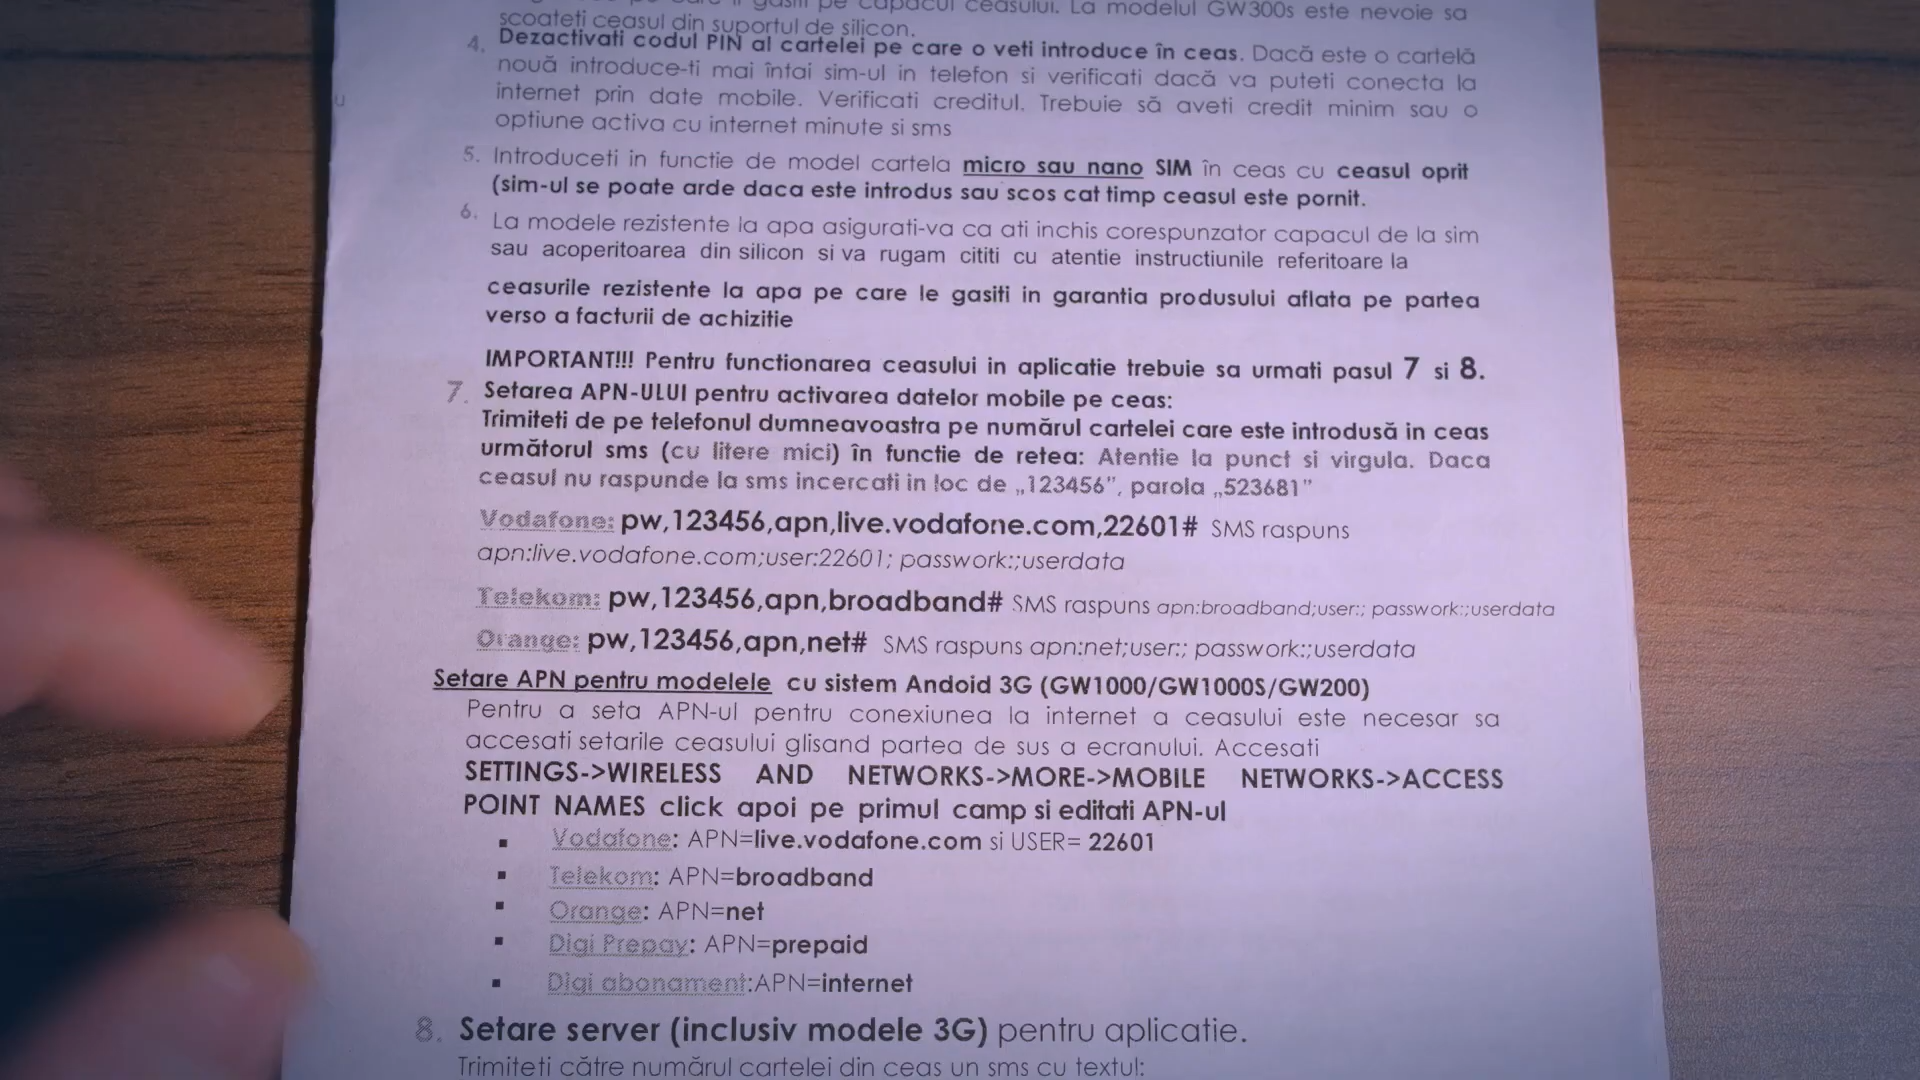 pe care îl gasiti pe capacul ceasului. La modelul GW300s este nevoie sa
scoateti ceasul din suportul de silicon.
4. Dezactivati codul PIN al cartelei pe care o veti introduce în ceas. Dacă este o cartelă
nouă introduce-ti mai întai sim-ul in telefon si verificati dacă va puteti conecta la
internet prin date mobile. Verificati creditul. Trebuie să aveti credit minim sau o
optiune activa cu internet minute si sms
5. Introduceti in functie de model cartela micro sau nano SIM în ceas cu ceasul oprit
(sim-ul se poate arde daca este introdus sau scos cat timp ceasul este pornit.
6. La modele rezistente la apa asigurati-va ca ati inchis corespunzator capacul de la sim
sau acoperitoarea din silicon si va rugam cititi cu atentie instructiunile referitoare la
ceasurile rezistente la apa pe care le gasiti in garantia produsului aflata pe partea
verso a facturii de achizitie
IMPORTANT!!! Pentru functionarea ceasului in aplicatie trebuie sa urmati pasul 7 si 8.
7. Setarea APN-ULUI pentru activarea datelor mobile pe ceas:
Trimiteti de pe telefonul dumneavoastra pe numărul cartelei care este introdusă in ceas
următorul sms (cu litere mici) în functie de retea: Atentie la punct si virgula. Daca
ceasul nu raspunde la sms incercati in loc de „123456", parola „523681"
Vodafone: pw,123456,apn,live.vodafone.com,22601# SMS raspuns
apn:live.vodafone.com;user:22601; passwork:;userdata
Telekom: pw,123456,apn,broadband# SMS raspuns apn:broadband;user:; passwork:;userdata
Orange: pw,123456,apn,net# SMS raspuns apn:net;user:; passwork:;userdata
Setare APN pentru modelele cu sistem Andoid 3G (GW1000/GW1000S/GW200)
Pentru a seta APN-ul pentru conexiunea la internet a ceasului este necesar sa
accesati setarile ceasului glisand partea de sus a ecranului. Accesati
SETTINGS->WIRELESS AND NETWORKS->MORE->MOBILE NETWORKS->ACCESS
POINT NAMES click apoi pe primul camp si editati APN-ul
▪ Vodafone: APN=live.vodafone.com si USER= 22601
▪ Telekom: APN=broadband
▪ Orange: APN=net
▪ Digi Prepay: APN=prepaid
▪ Digi abonament:APN=internet
8. Setare server (inclusiv modele 3G) pentru aplicatie.
Trimiteti către numărul cartelei din ceas un sms cu textul: